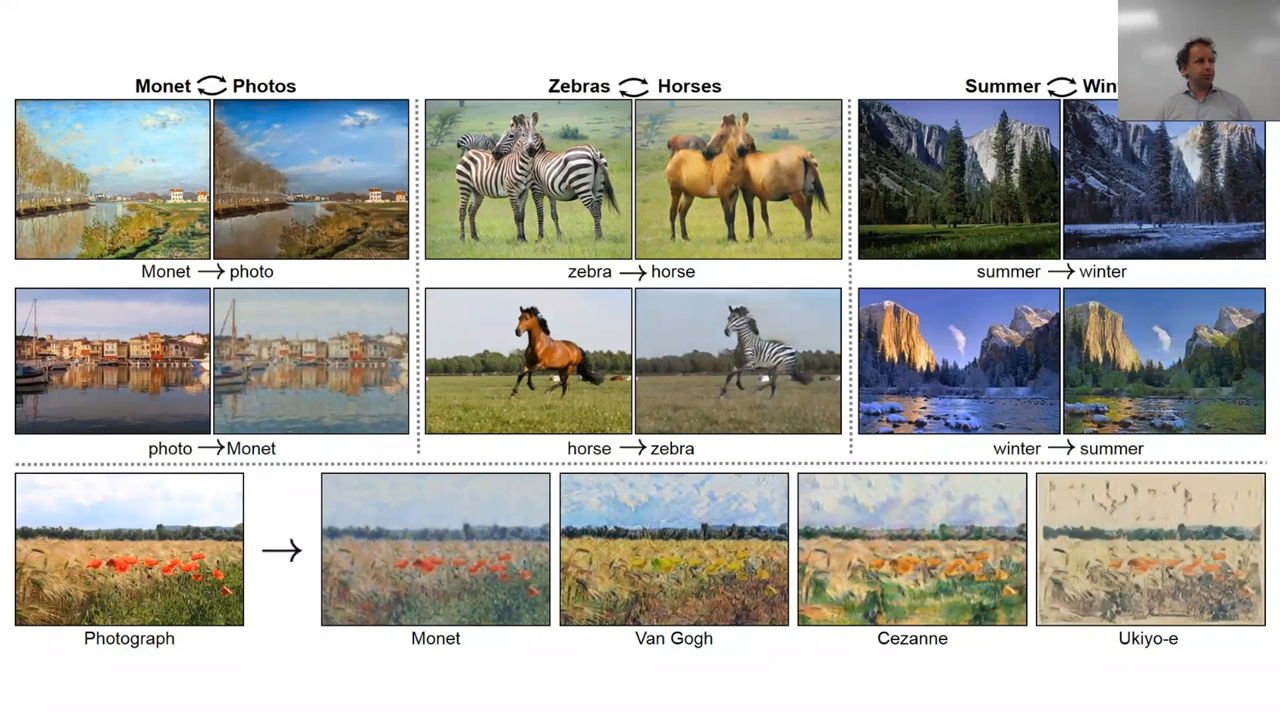 Monet Photos
Zebras Horses
Summer
Monet → photo
zebra → horse
summer → winter
photo → Monet
horse → zebra
winter → summer
Photograph
→
Monet
Van Gogh
Cezanne
Ukiyo-e